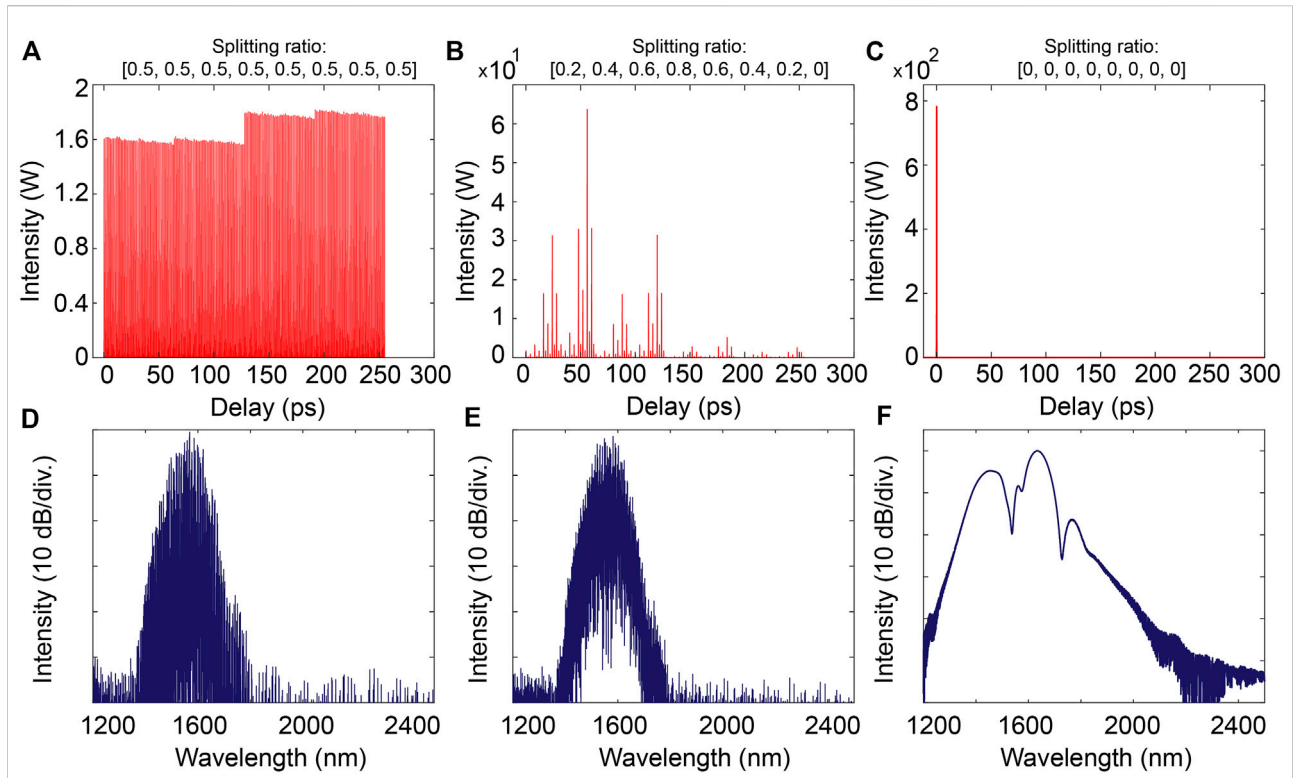 A
Splitting ratio:
[0.5, 0.5, 0.5, 0.5, 0.5, 0.5, 0.5, 0.5]
2
1.6
1.2
0.8
0.4
0
Intensity (W)
0 50 100 150 200 250 300
Delay (ps)
B
Splitting ratio:
×10¹ [0.2, 0.4, 0.6, 0.8, 0.6, 0.4, 0.2, 0]
6
5
4
3
2
1
0
Intensity (W)
0 50 100 150 200 250 300
Delay (ps)
C
Splitting ratio:
×10² [0, 0, 0, 0, 0, 0, 0, 0]
8
6
4
2
0
Intensity (W)
0 50 100 150 200 250 300
Delay (ps)
D
Intensity (10 dB/div.)
1200 1600 2000 2400
Wavelength (nm)
E
Intensity (10 dB/div.)
1200 1600 2000 2400
Wavelength (nm)
F
Intensity (10 dB/div.)
1200 1600 2000 2400
Wavelength (nm)